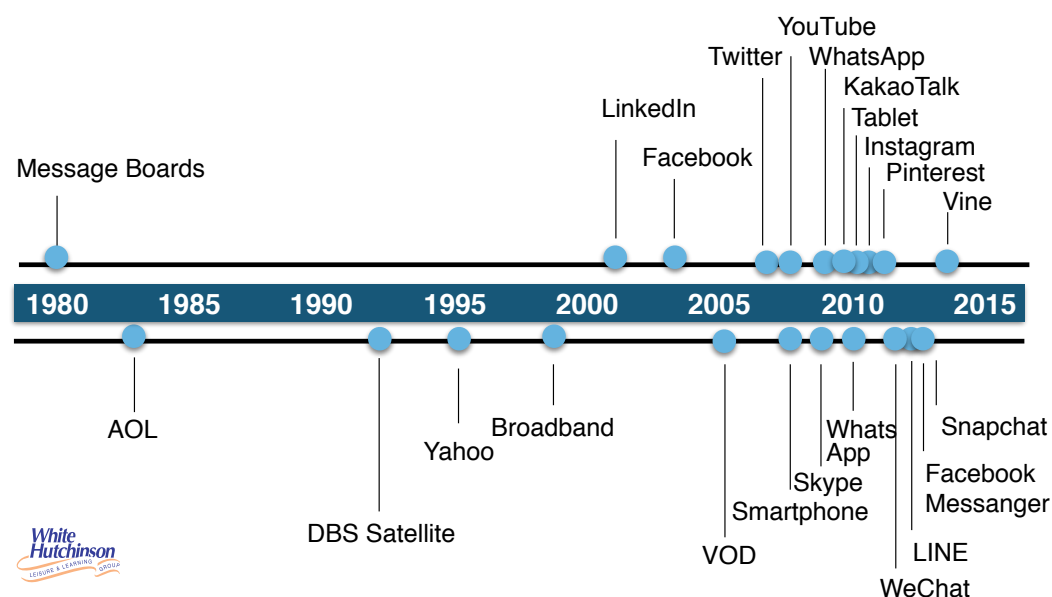 YouTube
Twitter
WhatsApp
KakaoTalk
LinkedIn
Tablet
Instagram
Facebook
Pinterest
Message Boards
Vine
1980 1985 1990 1995 2000 2005 2010 2015
AOL
Broadband
Snapchat
Whats
App
Yahoo
Facebook
Messanger
Skype
Smartphone
DBS Satellite
VOD
LINE
WeChat
White
Hutchinson
LEISURE & LEARNING GROUP